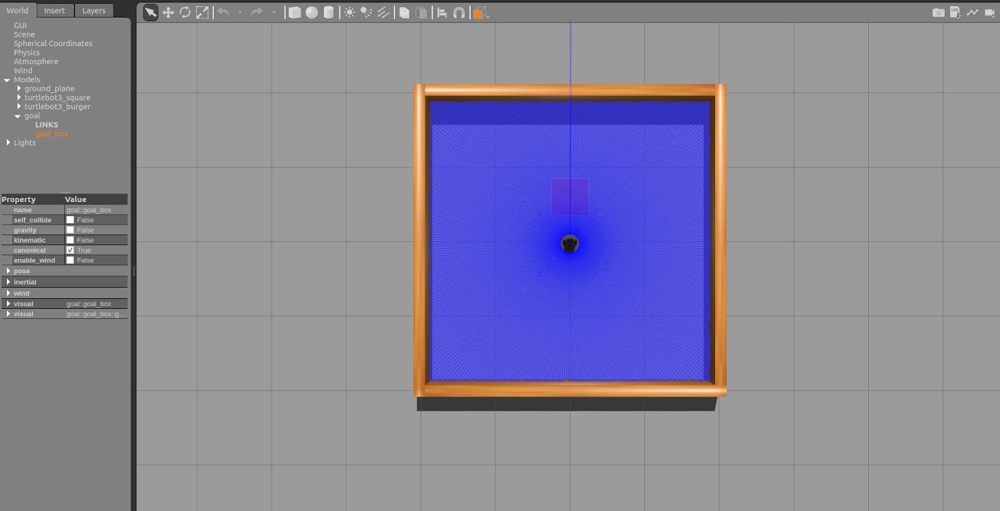 World Insert Layers
GUI
Scene
Spherical Coordinates
Physics
Atmosphere
Wind
Models
ground_plane
turtlebot3_square
turtlebot3_burger
goal
LINKS
goal_box
Lights
Property Value
name goal::goal_box
self_collide False
gravity False
kinematic False
canonical True
enable_wind False
pose
inertial
wind
visual goal::goal_box
visual goal::goal_box::g...
LOG